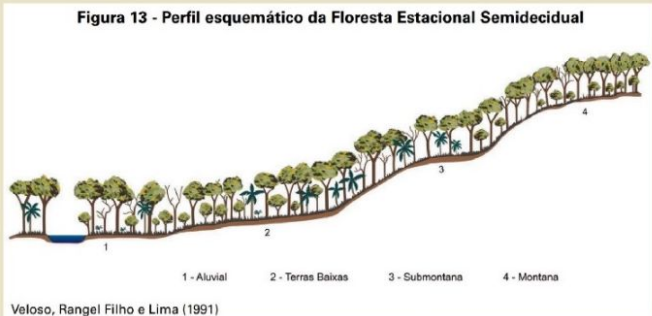 Figura 13 - Perfil esquemático da Floresta Estacional Semidecidual
4
3
2
1
1 - Aluvial 2 - Terras Baixas 3 - Submontana 4 - Montana
Veloso, Rangel Filho e Lima (1991)